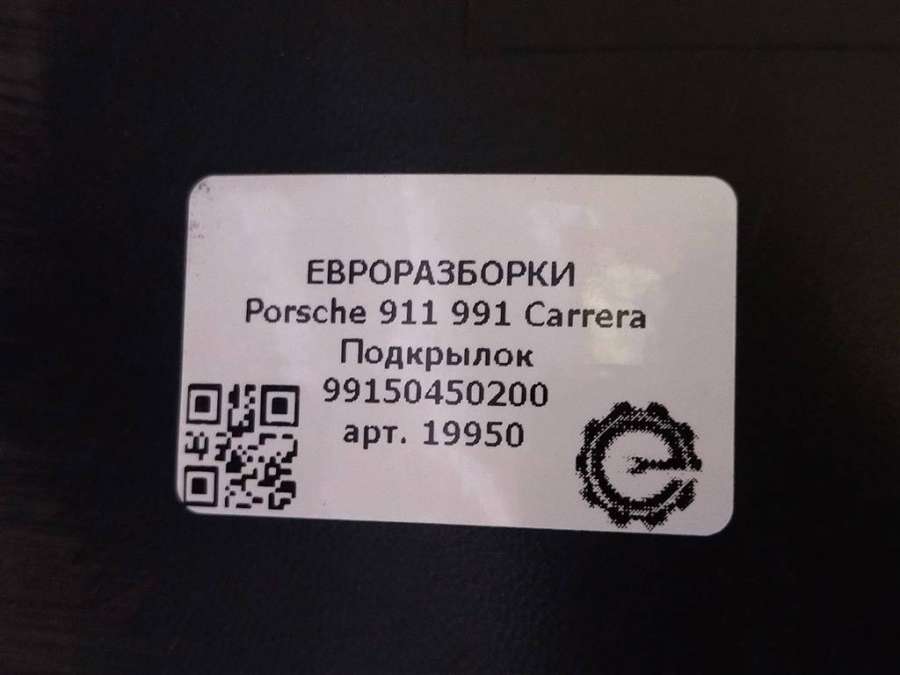 ЕВРОРАЗБОРКИ
Porsche 911 991 Carrera
Подкрылок
99150450200
арт. 19950